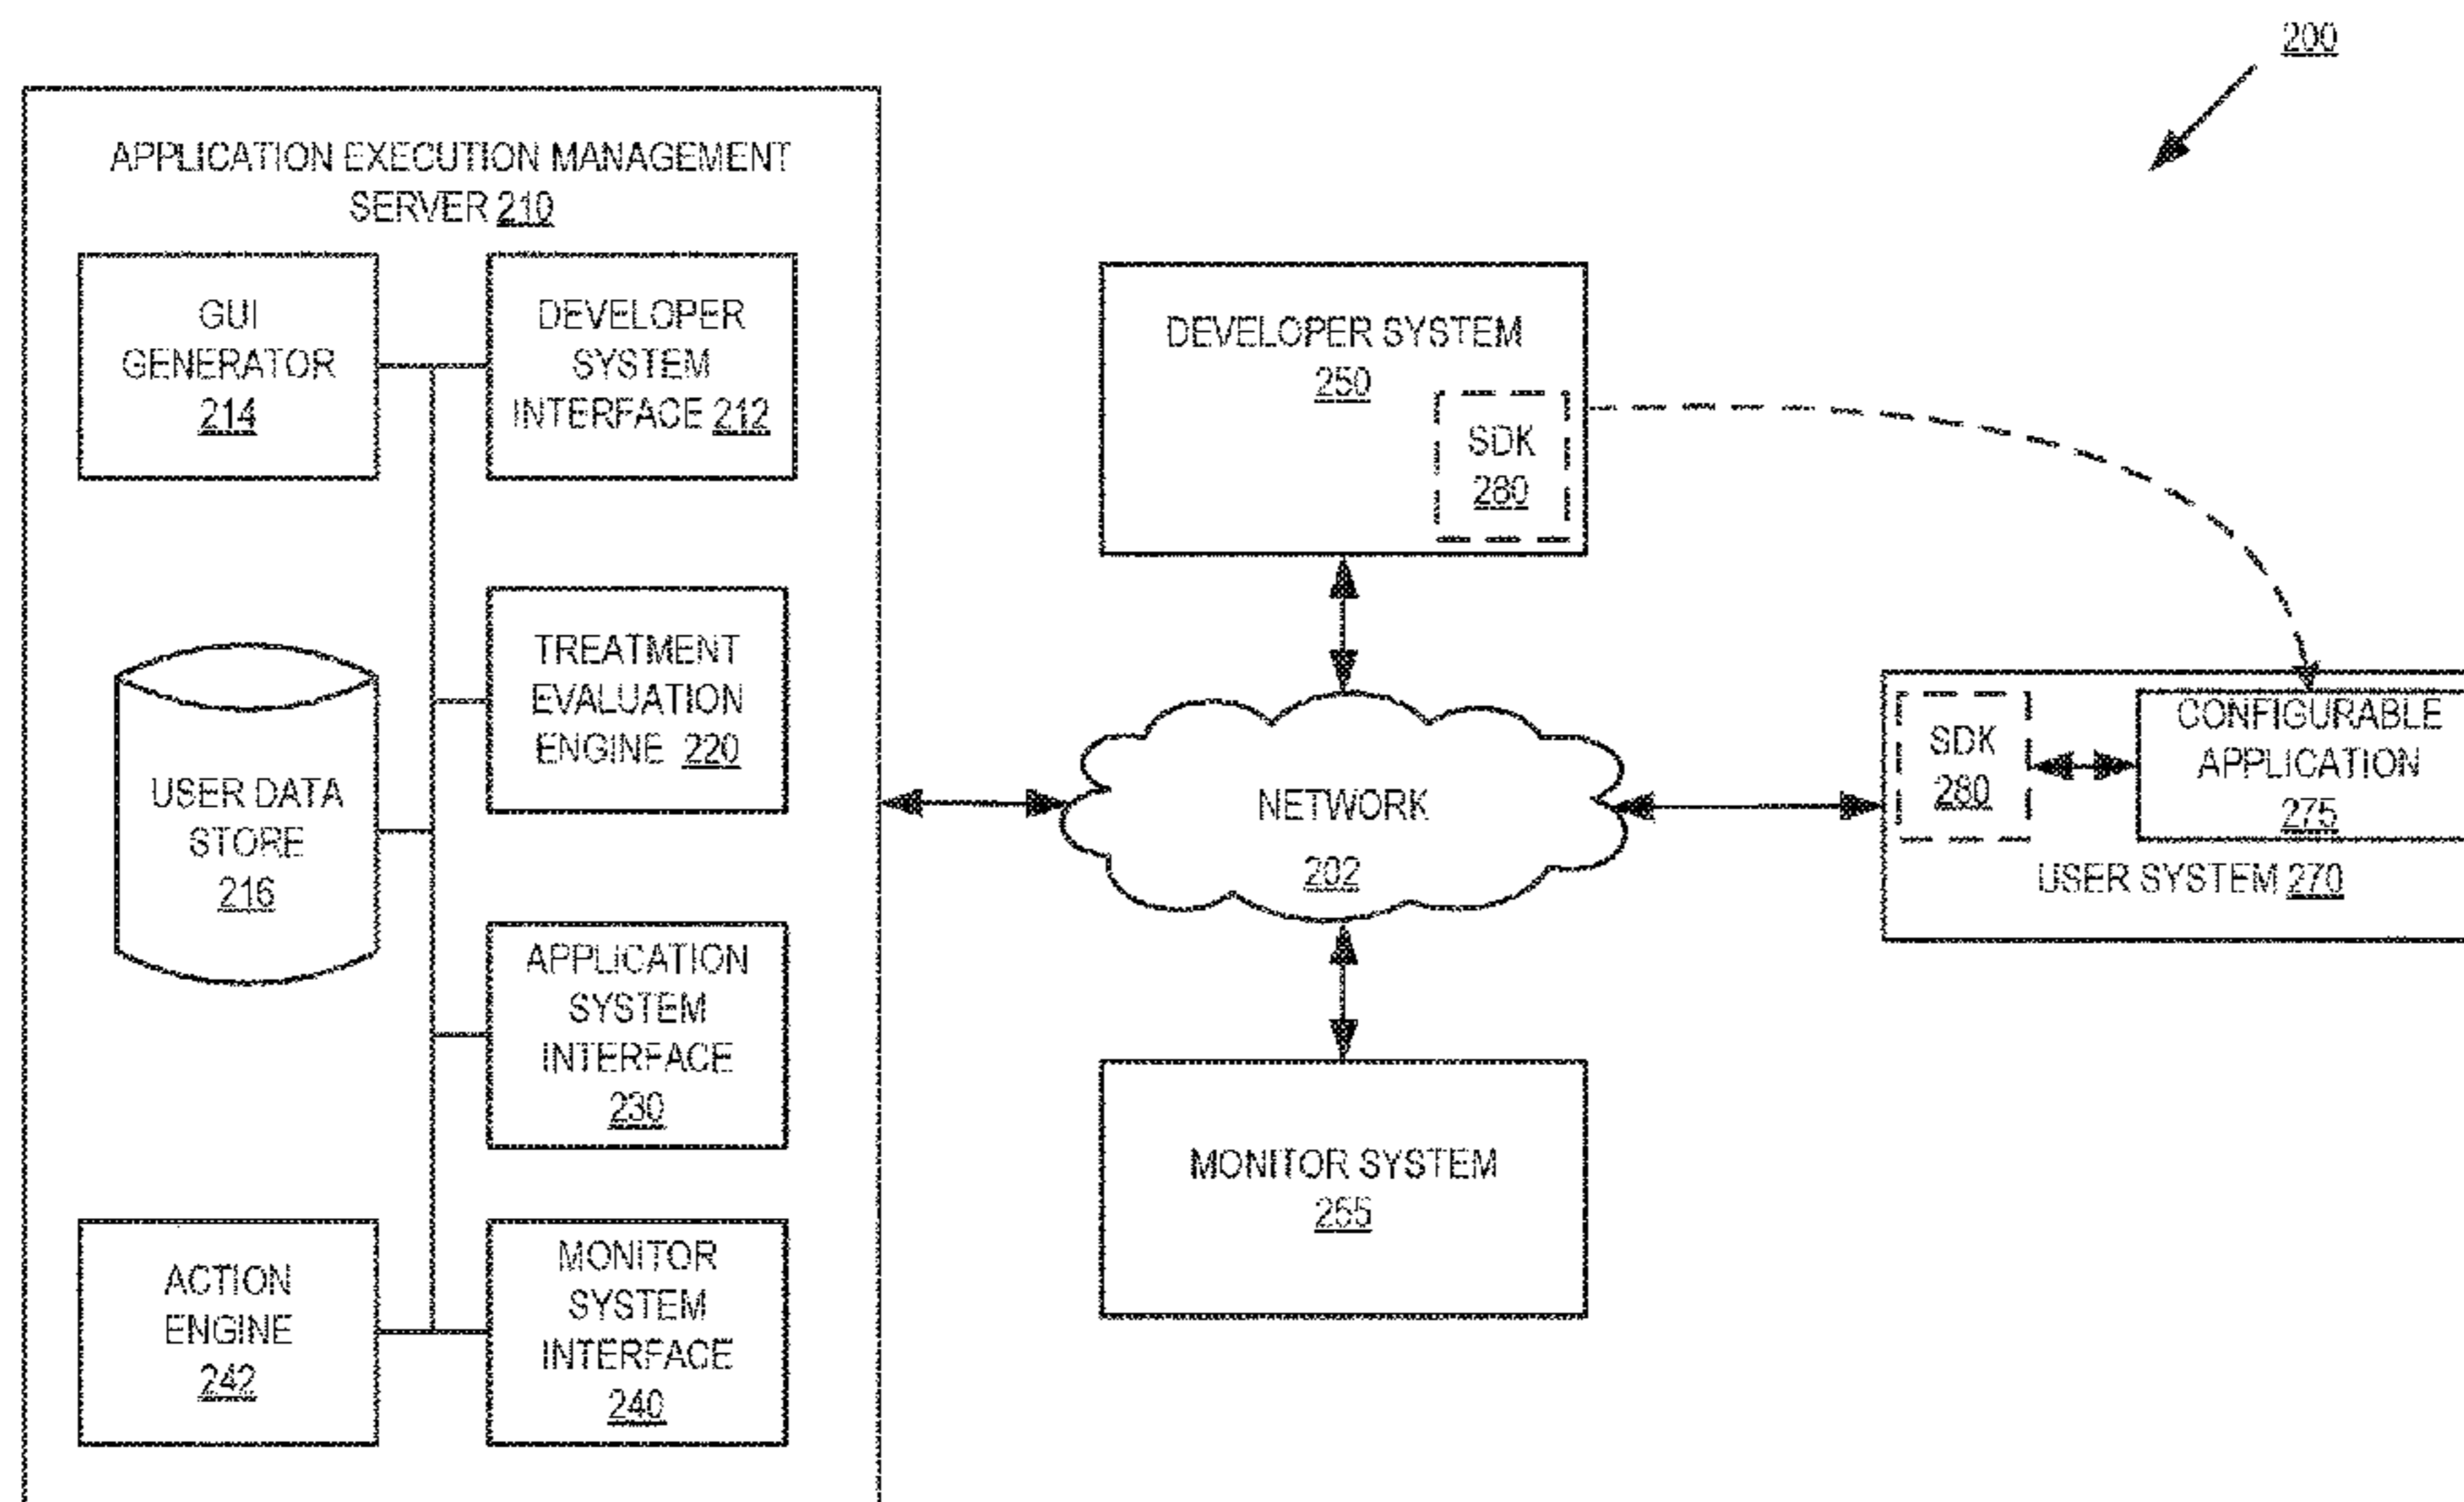 200
APPLICATION EXECUTION MANAGEMENT
SERVER 210
GUI
GENERATOR
214
DEVELOPER
SYSTEM
INTERFACE 212
USER DATA
STORE
216
TREATMENT
EVALUATION
ENGINE 220
APPLICATION
SYSTEM
INTERFACE
230
ACTION
ENGINE
242
MONITOR
SYSTEM
INTERFACE
240
DEVELOPER SYSTEM
250
SDK
280
NETWORK
202
MONITOR SYSTEM
265
SDK
280
CONFIGURABLE
APPLICATION
275
USER SYSTEM 270